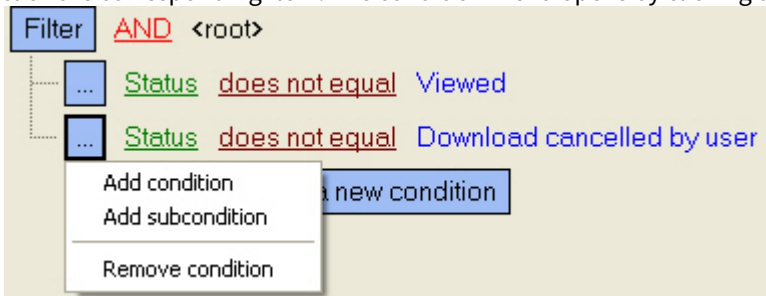 Filter AND <root>
... Status does not equal Viewed
... Status does not equal Download cancelled by user
Add condition
a new condition
Add subcondition
Remove condition